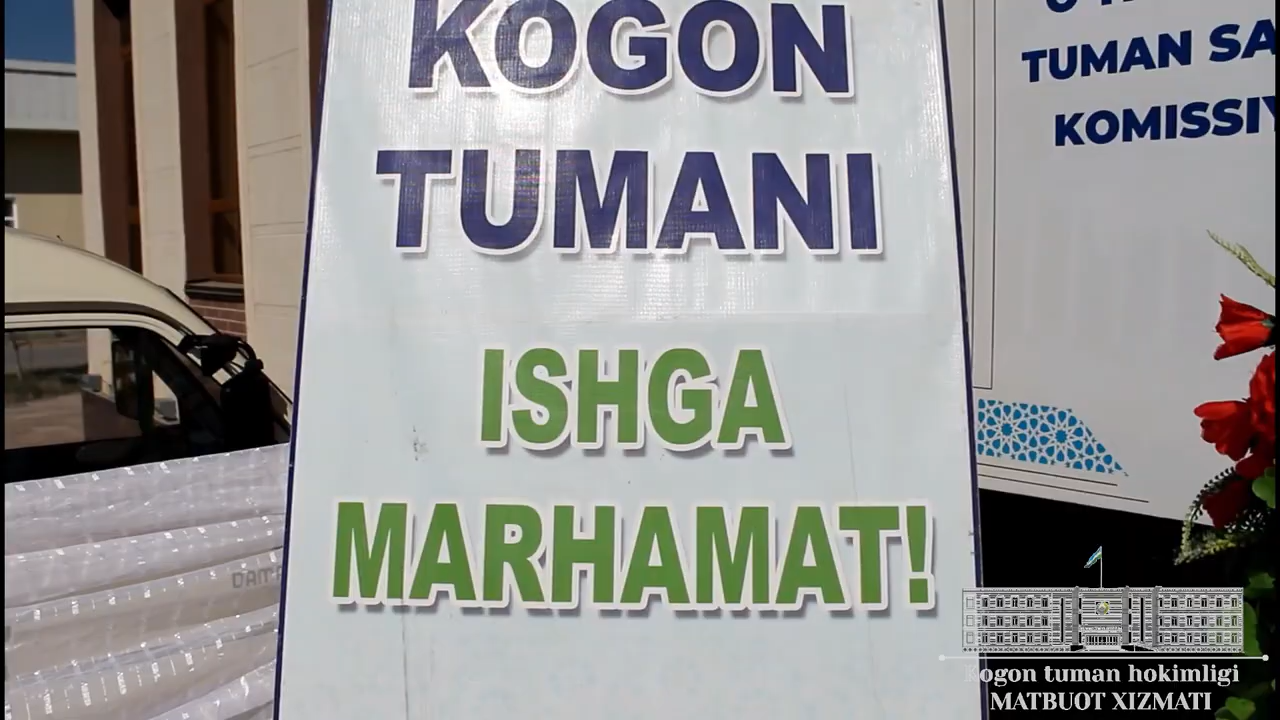 KOGON
TUMANI
ISHGA
MARHAMAT!
TUMAN SA
KOMISSIY
Kogon tuman hokimligi
MATBUOT XIZMATI